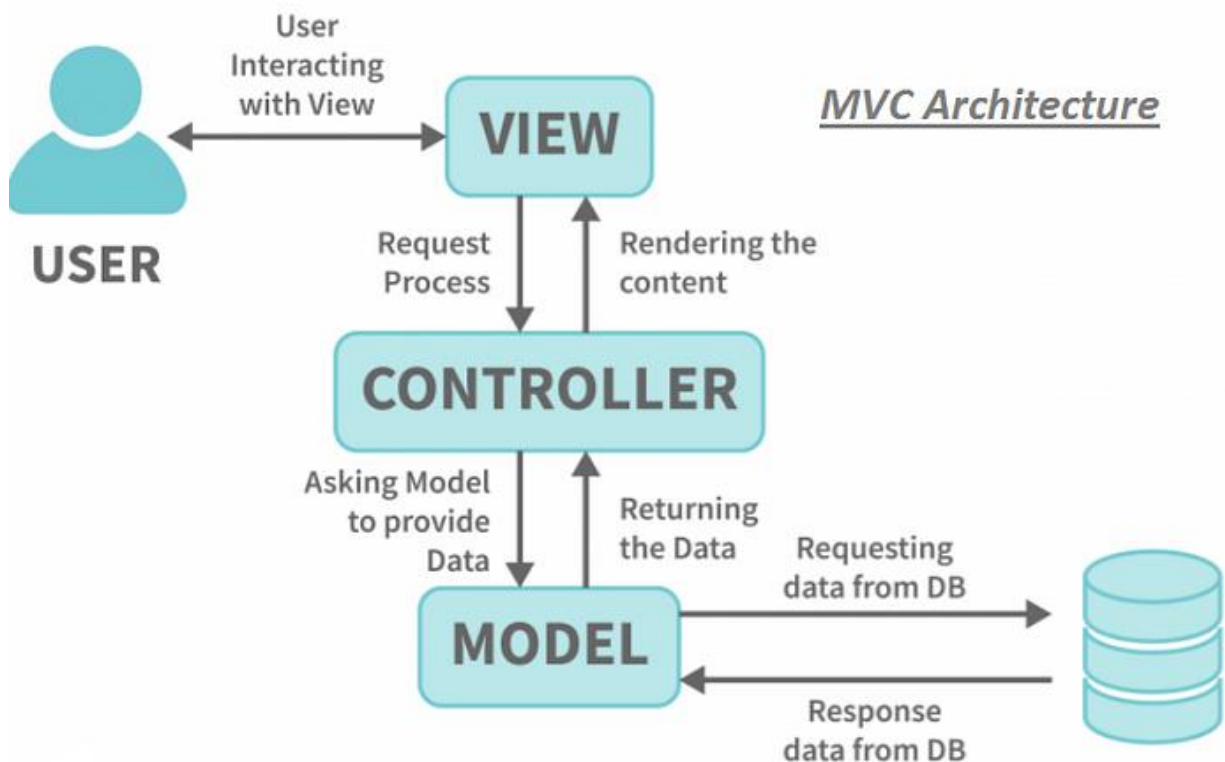 User
Interacting
with View
VIEW
MVC Architecture
USER
Request
Process
Rendering the
content
CONTROLLER
Asking Model
to provide
Data
Returning
the Data
Requesting
data from DB
MODEL
Response
data from DB